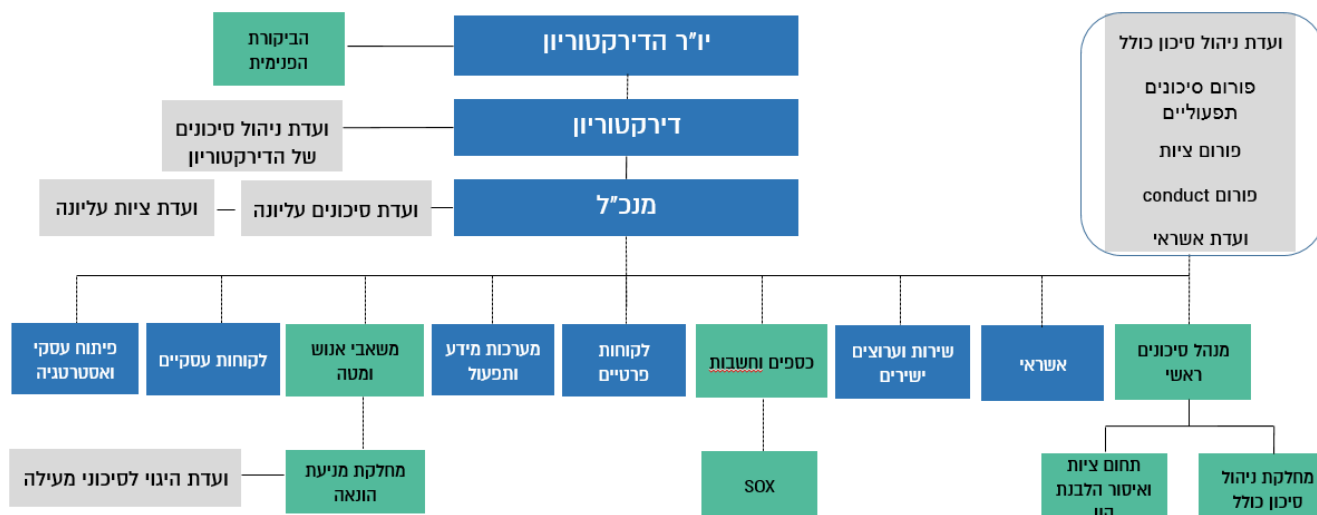 ועדת ניהול סיכון כולל
פורום סיכונים
תפעוליים
פורום ציות
פורום conduct
ועדת אשראי
יו"ר הדירקטוריון
הביקורת
הפנימית
דירקטוריון
ועדת ניהול סיכונים
של הדירקטוריון
מנכ"ל
ועדת סיכונים עליונה
ועדת ציות עליונה
מנהל סיכונים
ראשי
אשראי
שירות וערוצים
ישירים
כספים וחשבות
לקוחות
פרטיים
מערכות מידע
ותפעול
משאבי אנוש
ומטה
לקוחות עסקיים
פיתוח עסקי
ואסטרטגיה
מחלקת ניהול
סיכון כולל
תחום ציות
ואיסור הלבנת
SOX
מחלקת מניעת
הונאה
ועדת היגוי לסיכוני מעילה